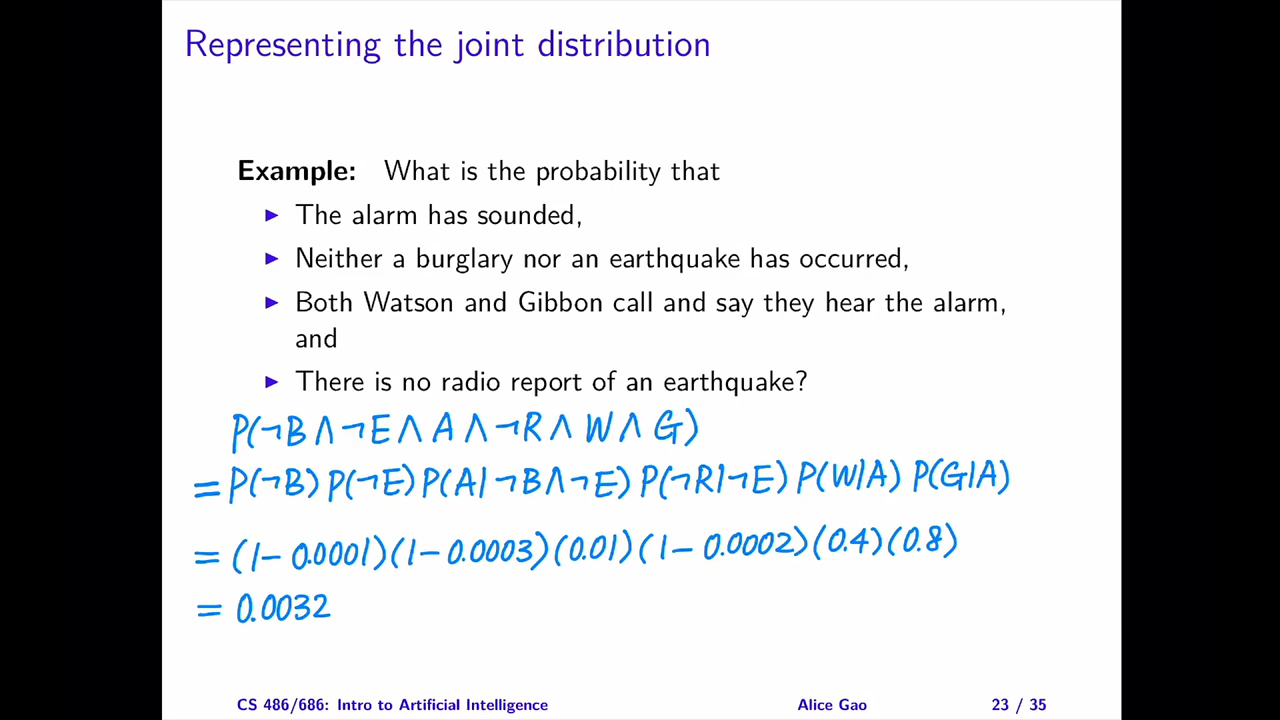 Representing the joint distribution
Example: What is the probability that
▶ The alarm has sounded,
▶ Neither a burglary nor an earthquake has occurred,
▶ Both Watson and Gibbon call and say they hear the alarm,
and
▶ There is no radio report of an earthquake?
P(¬B∧¬E∧A∧¬R∧W∧G)
=P(¬B)P(¬E)P(A|¬B∧¬E)P(¬R|¬E)P(W|A)P(G|A)
=(1-0.0001)(1-0.0003)(0.01)(1-0.0002)(0.4)(0.8)
= 0.0032
CS 486/686: Intro to Artificial Intelligence Alice Gao 23 / 35